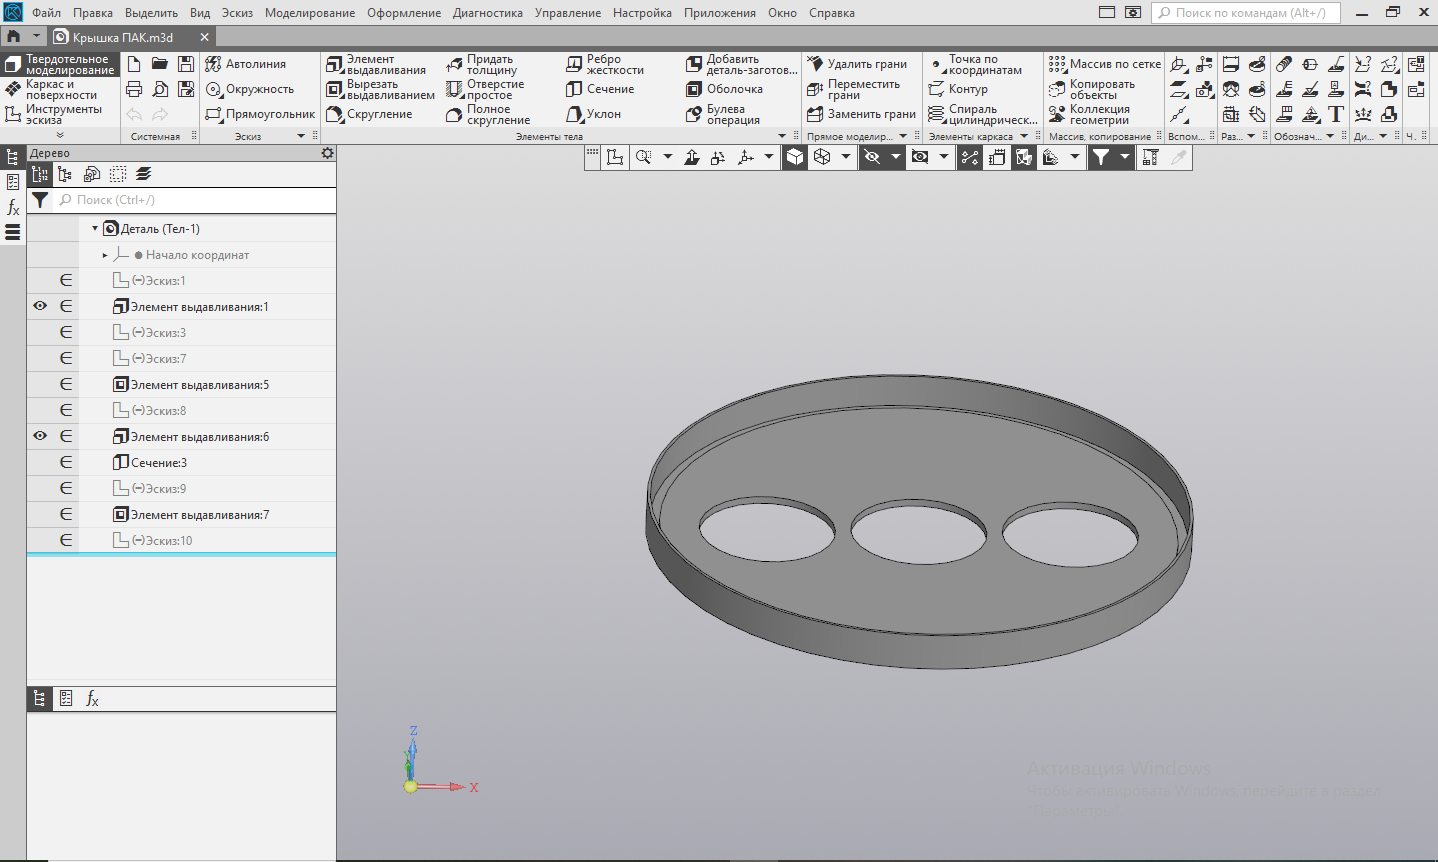 Файл Правка Выделить Вид Эскиз Моделирование Оформление Диагностика Управление Настройка Приложения Окно Справка
Поиск по командам (Alt+/)
Крышка ПАК.m3d
Твердотельное моделирование
Каркас и поверхности
Инструменты эскиза
Системная
Автолиния
Окружность
Прямоугольник
Эскиз
Элемент выдавливания
Вырезать выдавливанием
Скругление
Придать толщину
Отверстие простое
Полное скругление
Ребро жесткости
Сечение
Уклон
Добавить деталь-заготов...
Оболочка
Булева операция
Элементы тела
Удалить грани
Переместить грани
Заменить грани
Прямое моделир...
Точка по координатам
Контур
Спираль цилиндрическ...
Элементы каркаса
Массив по сетке
Копировать объекты
Коллекция геометрии
Массив, копирование
Вспом...
Раз...
Обознач...
Ди...
Ч...
Дерево
Поиск (Ctrl+/)
Деталь (Тел-1)
Начало координат
(−)Эскиз:1
Элемент выдавливания:1
(−)Эскиз:3
(−)Эскиз:7
Элемент выдавливания:5
(−)Эскиз:8
Элемент выдавливания:6
Сечение:3
(−)Эскиз:9
Элемент выдавливания:7
(−)Эскиз:10
Z
Y
X
Активация Windows
Чтобы активировать Windows, перейдите в раздел
"Параметры".